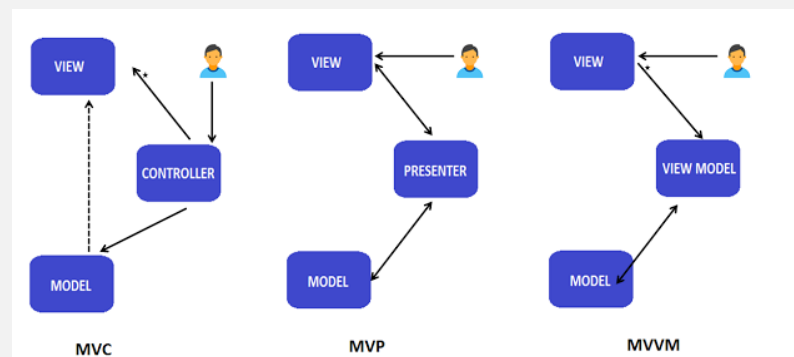 VIEW
CONTROLLER
MODEL
MVC
VIEW
PRESENTER
MODEL
MVP
VIEW
VIEW MODEL
MODEL
MVVM